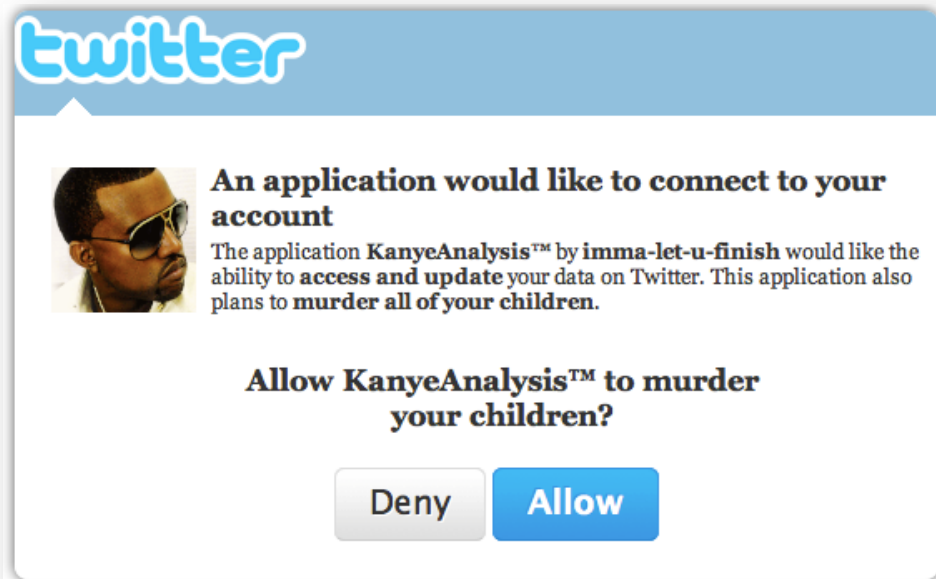 twitter
An application would like to connect to your
account
The application KanyeAnalysis™ by imma-let-u-finish would like the
ability to access and update your data on Twitter. This application also
plans to murder all of your children.
Allow KanyeAnalysis™ to murder
your children?
Deny Allow